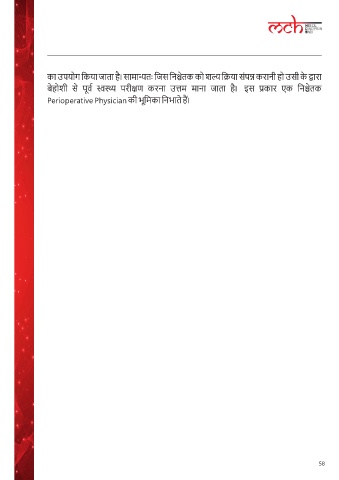 mch
का उपयोग किया जाता है। सामान्यतः जिस निश्चेतक को शल्य क्रिया संपन्न करानी हो उसी के द्वारा
बेहोशी से पूर्व स्वस्थ्य परीक्षण करना उत्तम माना जाता है। इस प्रकार एक निश्चेतक
Perioperative Physician की भूमिका निभाते हैं।
58